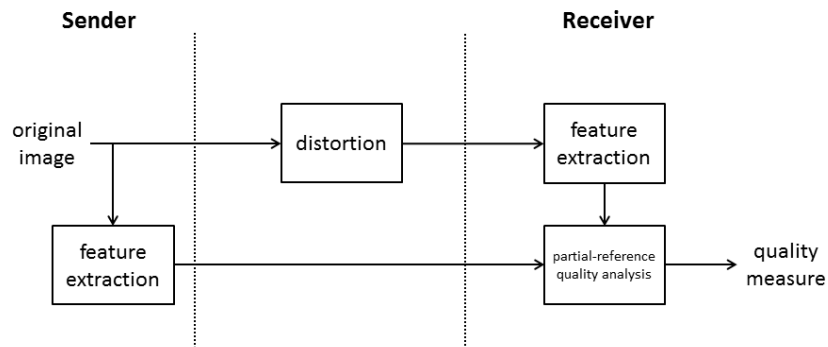 Sender
Receiver
original
image
distortion
feature
extraction
feature
extraction
partial-reference
quality analysis
quality
measure